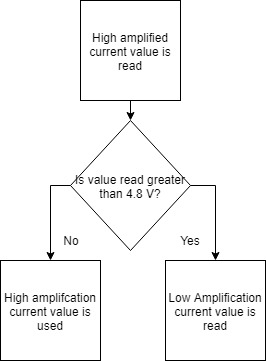 High amplified
current value is
read
Is value read greater
than 4.8 V?
No
Yes
High amplifcation
current value is
used
Low Amplification
current value is
read